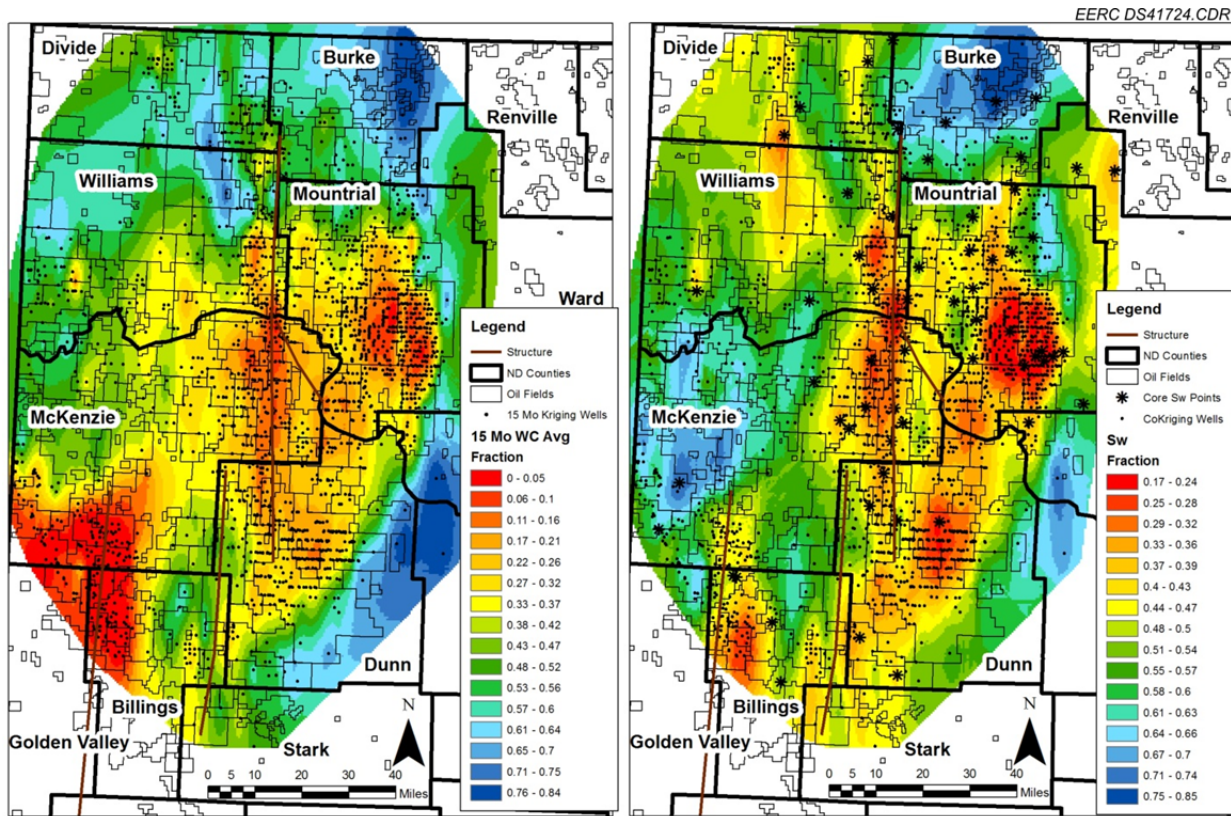 EERC DS41724.CDR
Divide
Burke
Renville
Williams
Mountrial
Ward
McKenzie
Dunn
Billings
Golden Valley
Stark
N
0 5 10 20 30 40
Miles
Legend
Structure
ND Counties
Oil Fields
15 Mo Kriging Wells
15 Mo WC Avg
Fraction
0 - 0.05
0.06 - 0.1
0.11 - 0.16
0.17 - 0.21
0.22 - 0.26
0.27 - 0.32
0.33 - 0.37
0.38 - 0.42
0.43 - 0.47
0.48 - 0.52
0.53 - 0.56
0.57 - 0.6
0.61 - 0.64
0.65 - 0.7
0.71 - 0.75
0.76 - 0.84
Divide
Burke
Renville
Williams
Mountrial
Ward
McKenzie
Dunn
Billings
Golden Valley
Stark
N
0 5 10 20 30 40
Miles
Legend
Structure
ND Counties
Oil Fields
Core Sw Points
CoKriging Wells
Sw
Fraction
0.17 - 0.24
0.25 - 0.28
0.29 - 0.32
0.33 - 0.36
0.37 - 0.39
0.4 - 0.43
0.44 - 0.47
0.48 - 0.5
0.51 - 0.54
0.55 - 0.57
0.58 - 0.6
0.61 - 0.63
0.64 - 0.66
0.67 - 0.7
0.71 - 0.74
0.75 - 0.85